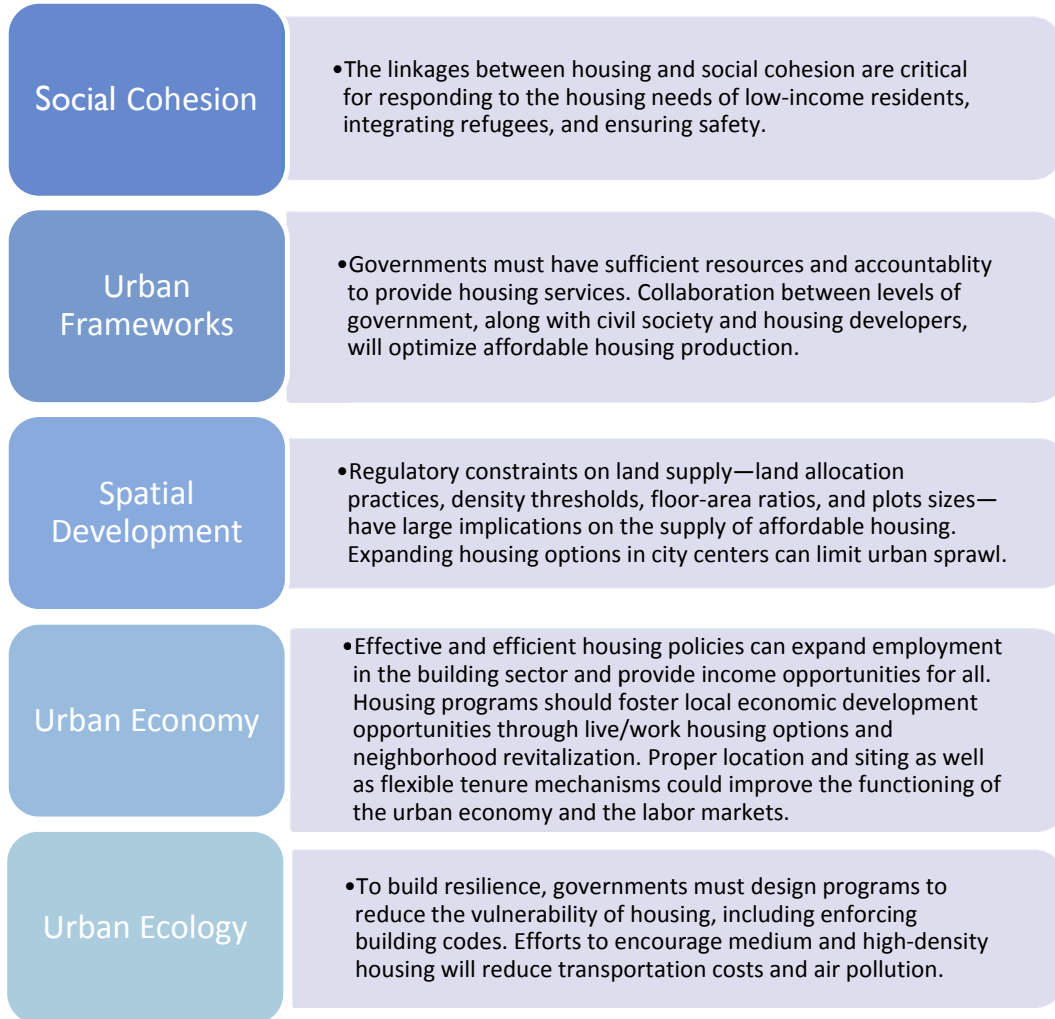 Social Cohesion
•The linkages between housing and social cohesion are critical
for responding to the housing needs of low-income residents,
integrating refugees, and ensuring safety.
Urban
Frameworks
•Governments must have sufficient resources and accountablity
to provide housing services. Collaboration between levels of
government, along with civil society and housing developers,
will optimize affordable housing production.
Spatial
Development
•Regulatory constraints on land supply—land allocation
practices, density thresholds, floor-area ratios, and plots sizes—
have large implications on the supply of affordable housing.
Expanding housing options in city centers can limit urban sprawl.
Urban Economy
•Effective and efficient housing policies can expand employment
in the building sector and provide income opportunities for all.
Housing programs should foster local economic development
opportunities through live/work housing options and
neighborhood revitalization. Proper location and siting as well
as flexible tenure mechanisms could improve the functioning of
the urban economy and the labor markets.
Urban Ecology
•To build resilience, governments must design programs to
reduce the vulnerability of housing, including enforcing
building codes. Efforts to encourage medium and high-density
housing will reduce transportation costs and air pollution.